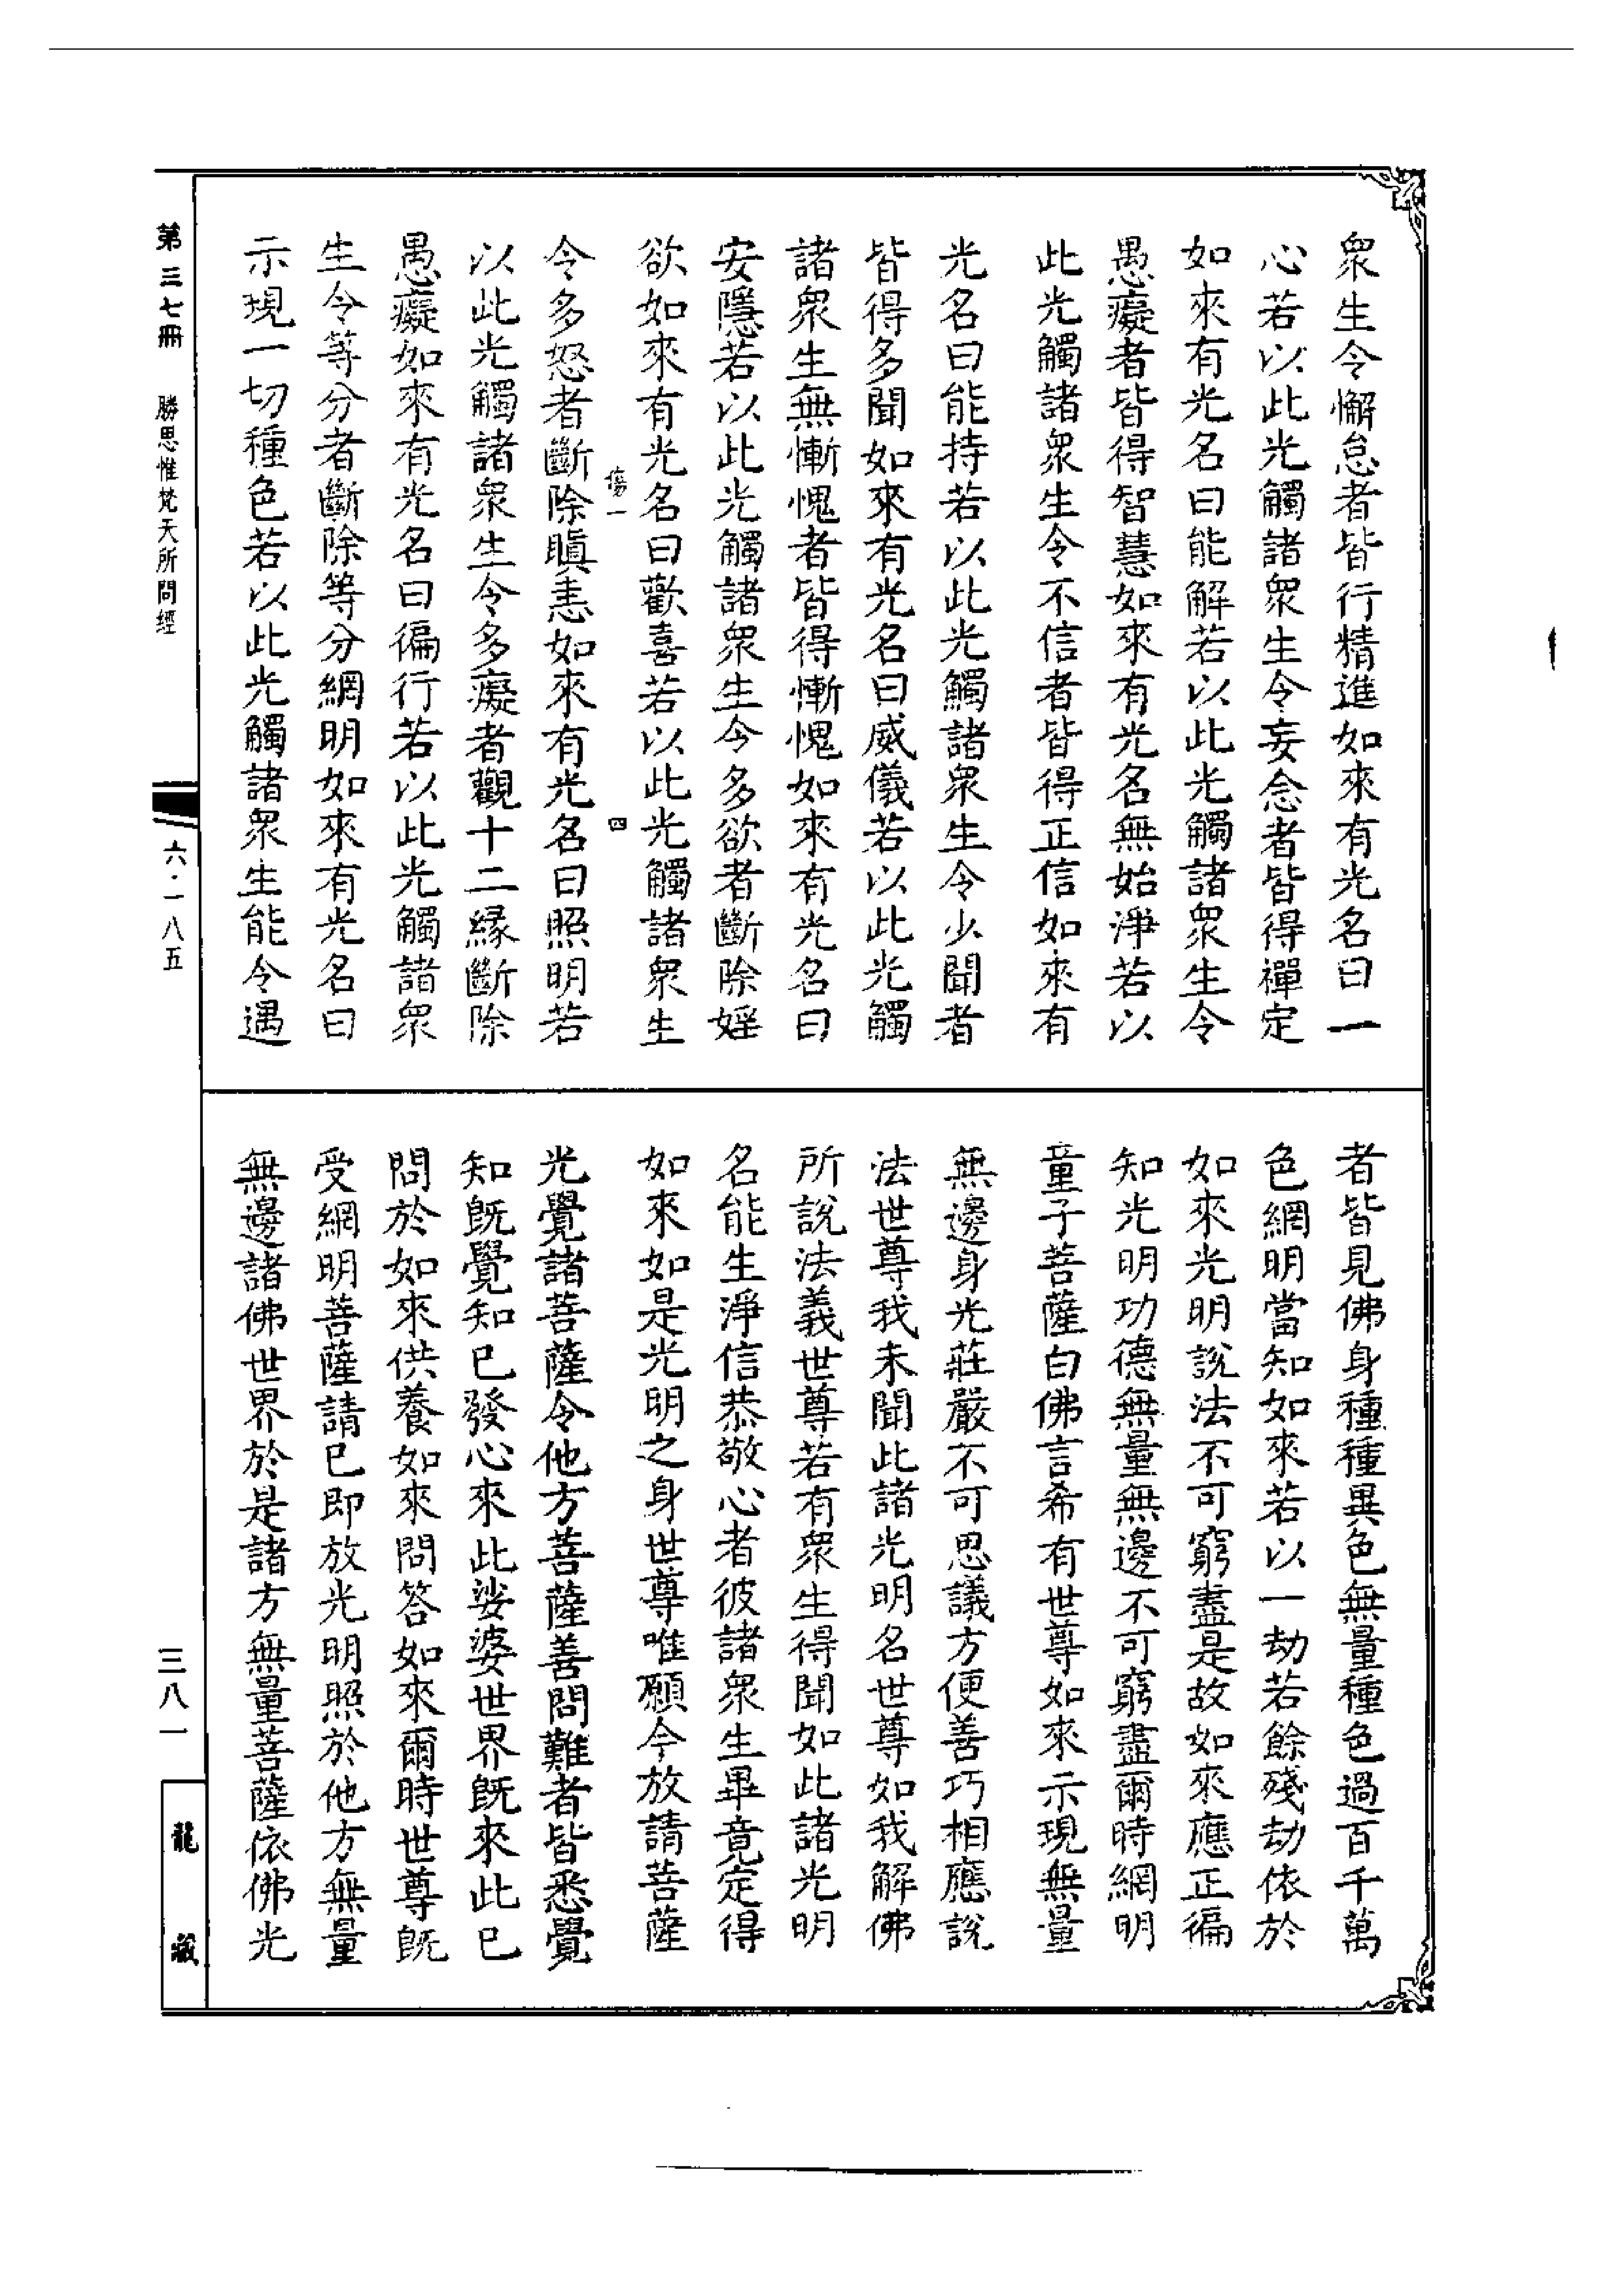 眾生令懈怠者皆行精進如來有光名曰一
心若以此光觸諸眾生令妄念者皆得禪定
如來有光名曰能解若以此光觸諸眾生令
愚癡者皆得智慧如來有光名無始淨若以
此光觸諸眾生令不信者皆得正信如來有
光名曰能持若以此光觸諸眾生令少聞者
皆得多聞如來有光名曰威儀若以此光觸
諸眾生無慚愧者皆得慚愧如來有光名曰
安隱若以此光觸諸眾生今多欲者斷除婬
欲如來有光名曰歡喜若以此光觸諸眾生
傷一
四
令多怒者斷除瞋恚如來有光名曰照明若
以此光觸諸眾生令多癡者觀十二緣斷除
愚癡如來有光名曰徧行若以此光觸諸眾
生令等分者斷除等分網明如來有光名曰
示現一切種色若以此光觸諸眾生能令遇
者皆見佛身種種異色無量種色過百千萬
色網明當知如來若以一劫若餘殘劫依於
如來光明說法不可窮盡是故如來應正徧
知光明功德無量無邊不可窮盡爾時網明
童子菩薩白佛言希有世尊如來示現無量
無邊身光莊嚴不可思議方便善巧相應說
法世尊我未聞此諸光明名世尊如我解佛
所說法義世尊若有眾生得聞如此諸光明
名能生淨信恭敬心者彼諸眾生畢竟定得
如來如是光明之身世尊唯願今放請菩薩
光覺諸菩薩令他方菩薩善問難者皆悉覺
知旣覺知已發心來此娑婆世界旣來此已
問於如來供養如來問答如來爾時世尊旣
受網明菩薩請已即放光明照於他方無量
無邊諸佛世界於是諸方無量菩薩依佛光
第三七冊
勝思惟梵天所問經
六·一八五
三八一
龍藏